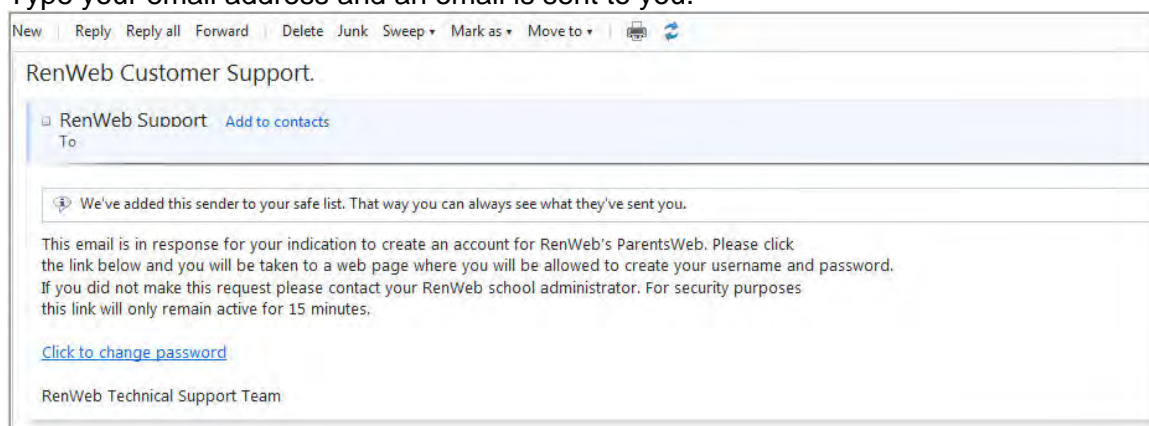 Type your email address and an email is sent to you.
New Reply Reply all Forward Delete Junk Sweep Mark as Move to
RenWeb Customer Support.
RenWeb Support Add to contacts
To
We've added this sender to your safe list. That way you can always see what they've sent you.
This email is in response for your indication to create an account for RenWeb's ParentsWeb. Please click
the link below and you will be taken to a web page where you will be allowed to create your username and password.
If you did not make this request please contact your RenWeb school administrator. For security purposes
this link will only remain active for 15 minutes.
Click to change password
RenWeb Technical Support Team